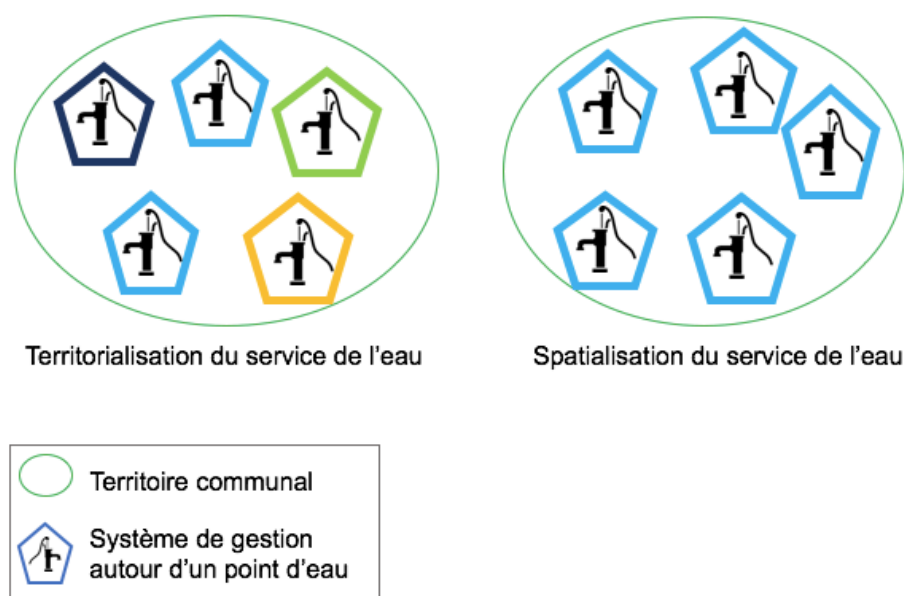 Territorialisation du service de l'eau
Spatialisation du service de l'eau
Territoire communal
Système de gestion
autour d'un point d'eau